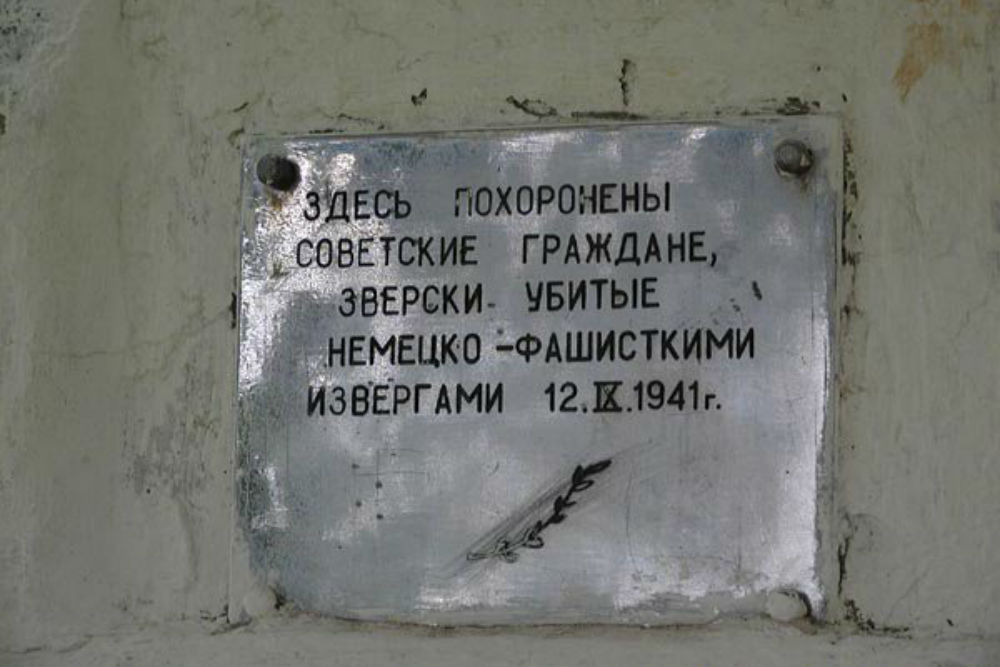 ЗДЕСЬ ПОХОРОНЕНЫ
СОВЕТСКИЕ ГРАЖДАНЕ,
ЗВЕРСКИ УБИТЫЕ
НЕМЕЦКО-ФАШИСТКИМИ
ИЗВЕРГАМИ 12.IX.1941г.